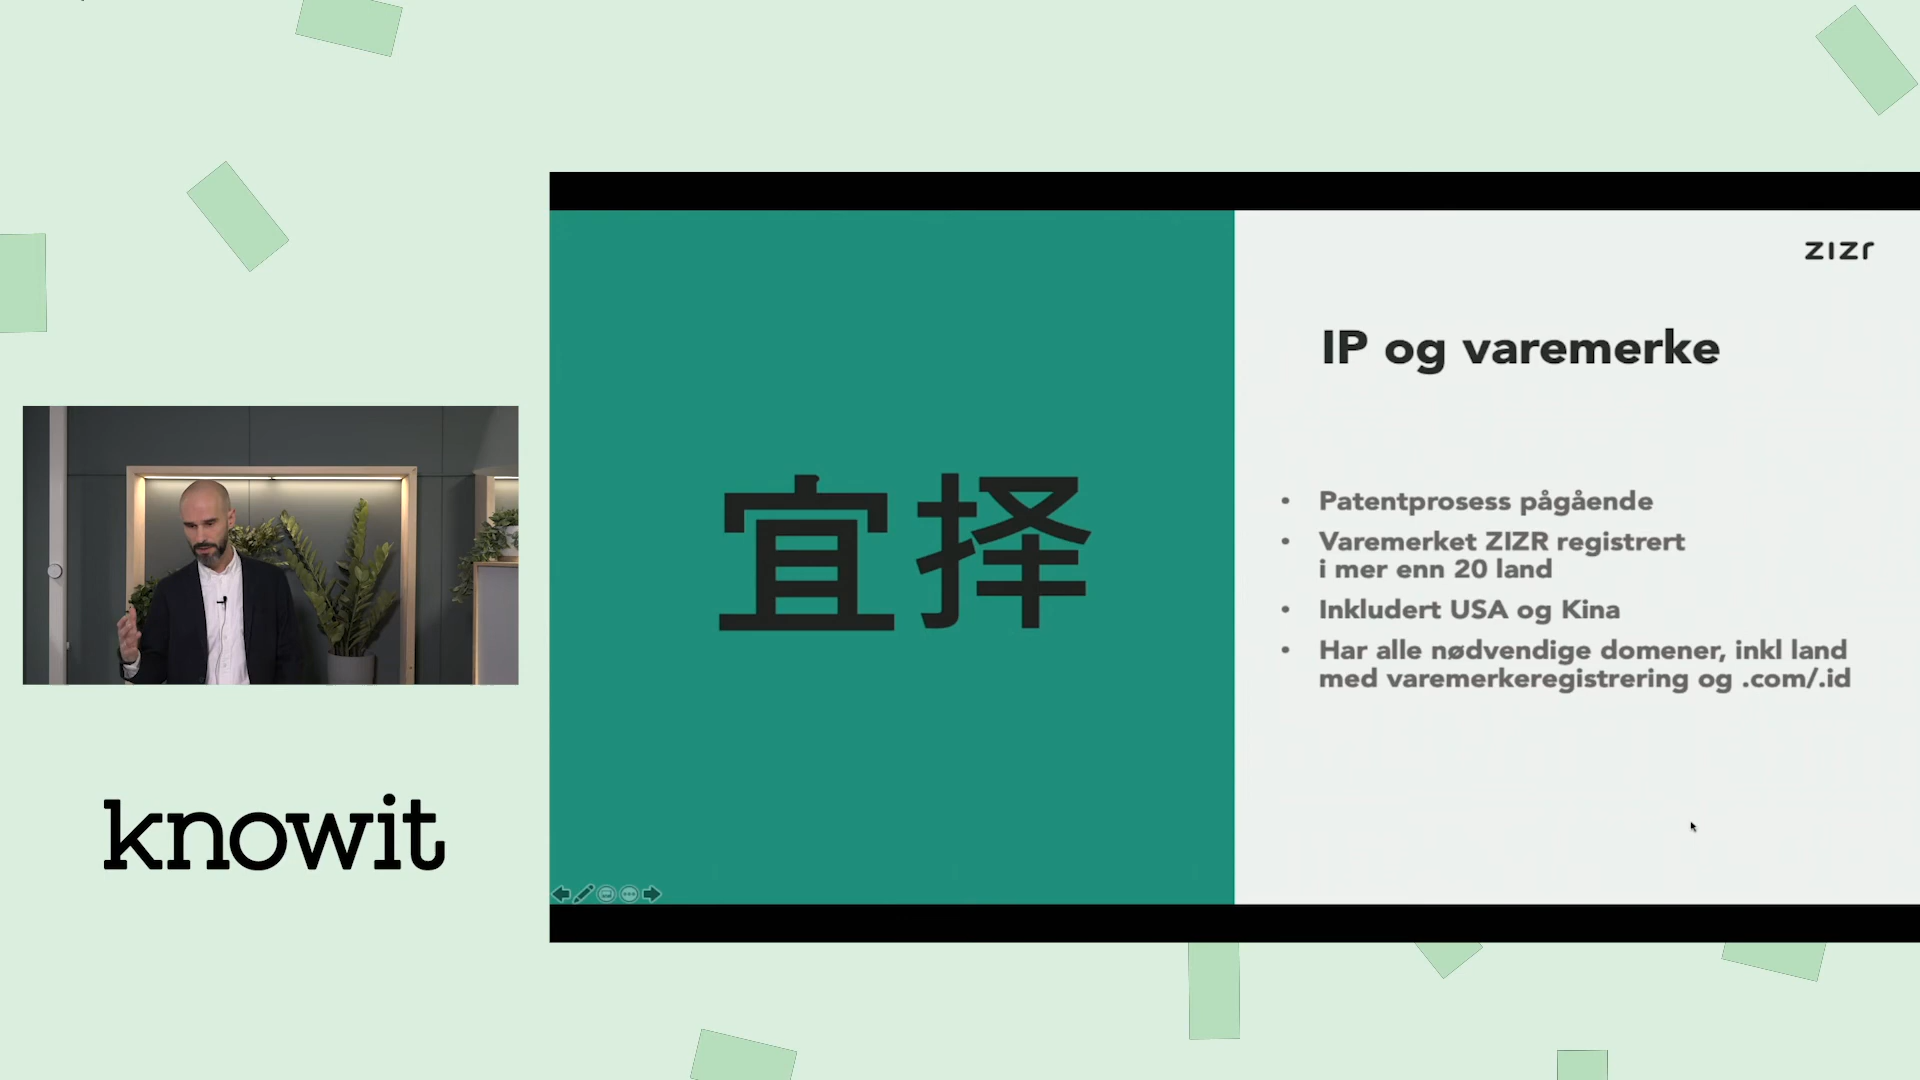 zızr
IP og varemerke
宜择
• Patentprosess pågående
• Varemerket ZIZR registrert
i mer enn 20 land
• Inkludert USA og Kina
• Har alle nødvendige domener, inkl land
med varemerkeregistrering og .com/.id
knowit